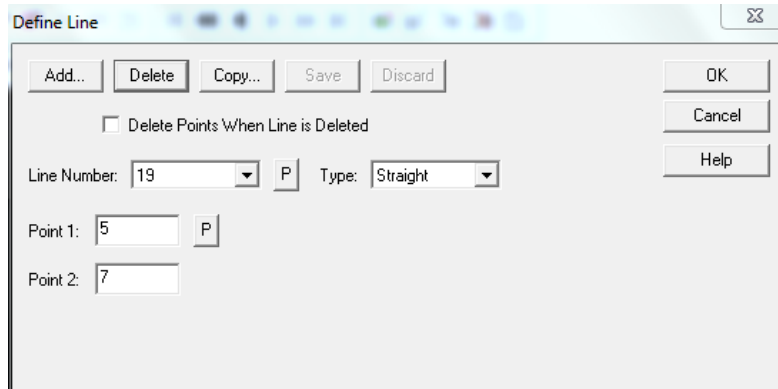 Define Line
Add... Delete Copy... Save Discard OK
Delete Points When Line is Deleted Cancel
Line Number: 19 P Type: Straight Help
Point 1: 5 P
Point 2: 7